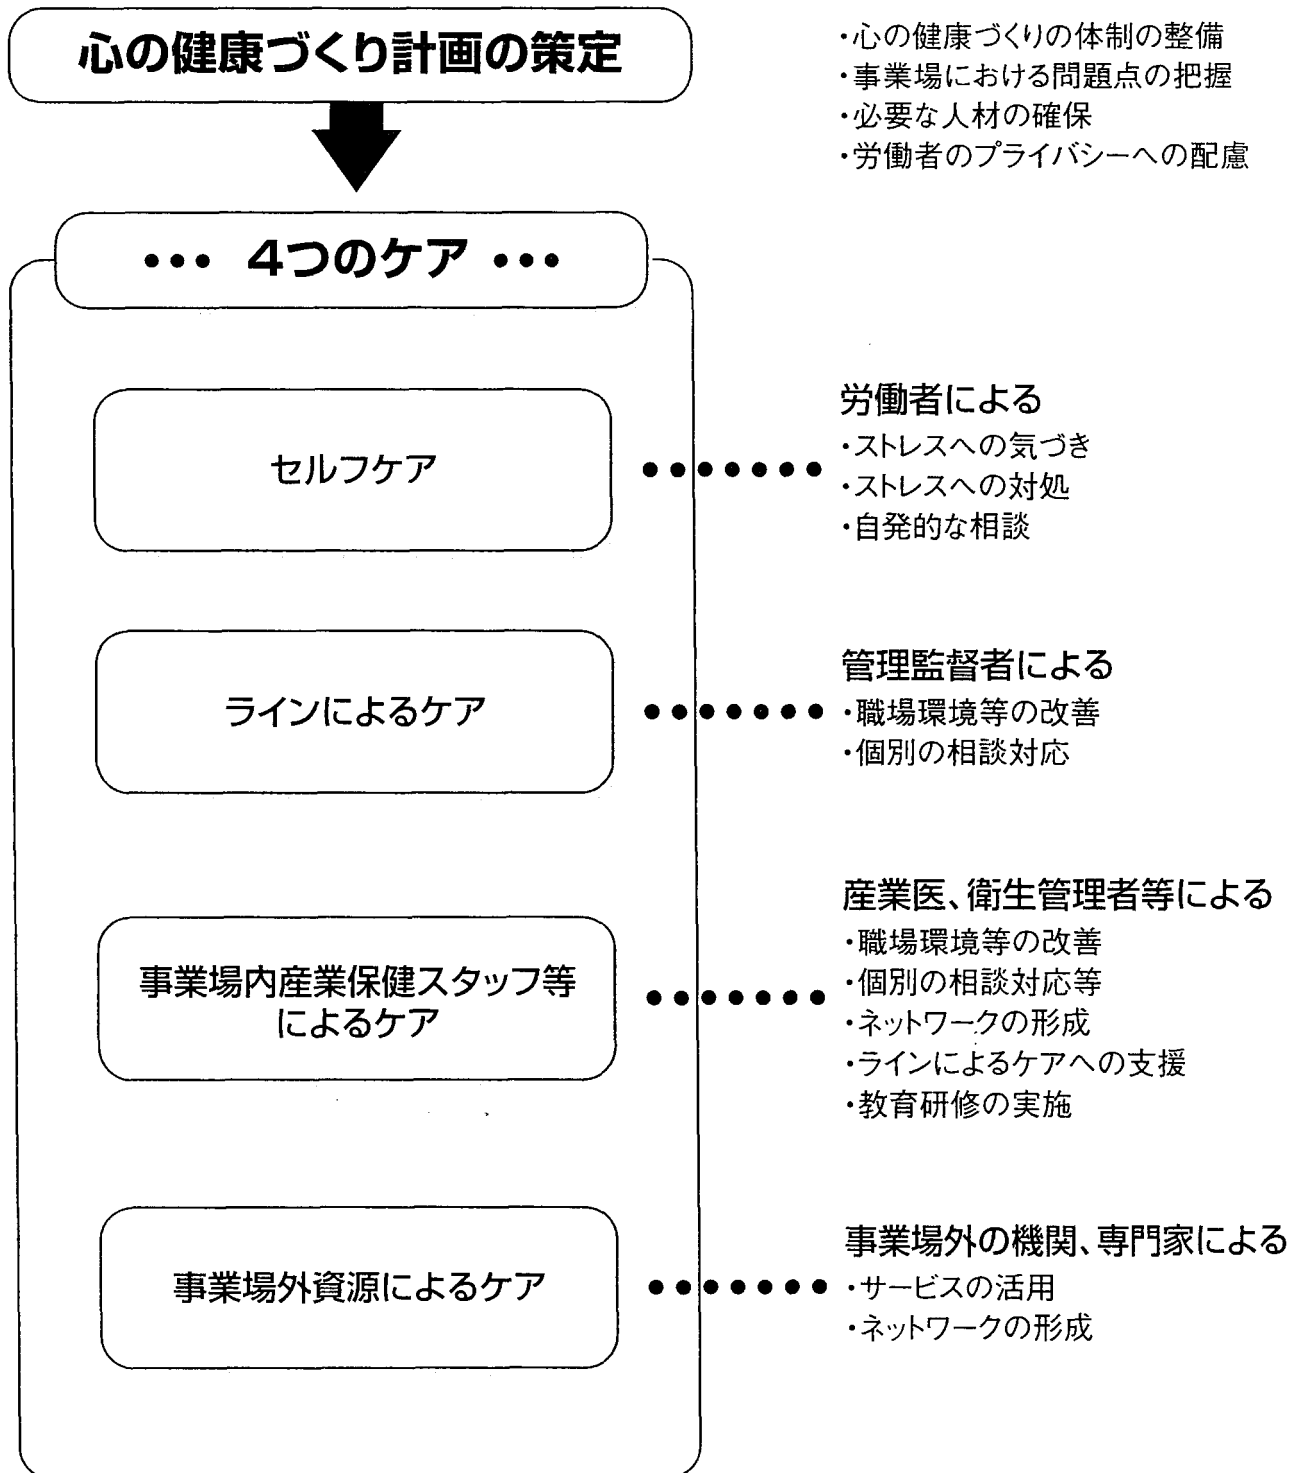 心の健康づくり計画の策定
・心の健康づくりの体制の整備
・事業場における問題点の把握
・必要な人材の確保
・労働者のプライバシーへの配慮
••• 4つのケア •••
セルフケア
労働者による
・ストレスへの気づき
・ストレスへの対処
・自発的な相談
ラインによるケア
管理監督者による
・職場環境等の改善
・個別の相談対応
事業場内産業保健スタッフ等
によるケア
産業医、衛生管理者等による
・職場環境等の改善
・個別の相談対応等
・ネットワークの形成
・ラインによるケアへの支援
・教育研修の実施
事業場外資源によるケア
事業場外の機関、専門家による
・サービスの活用
・ネットワークの形成